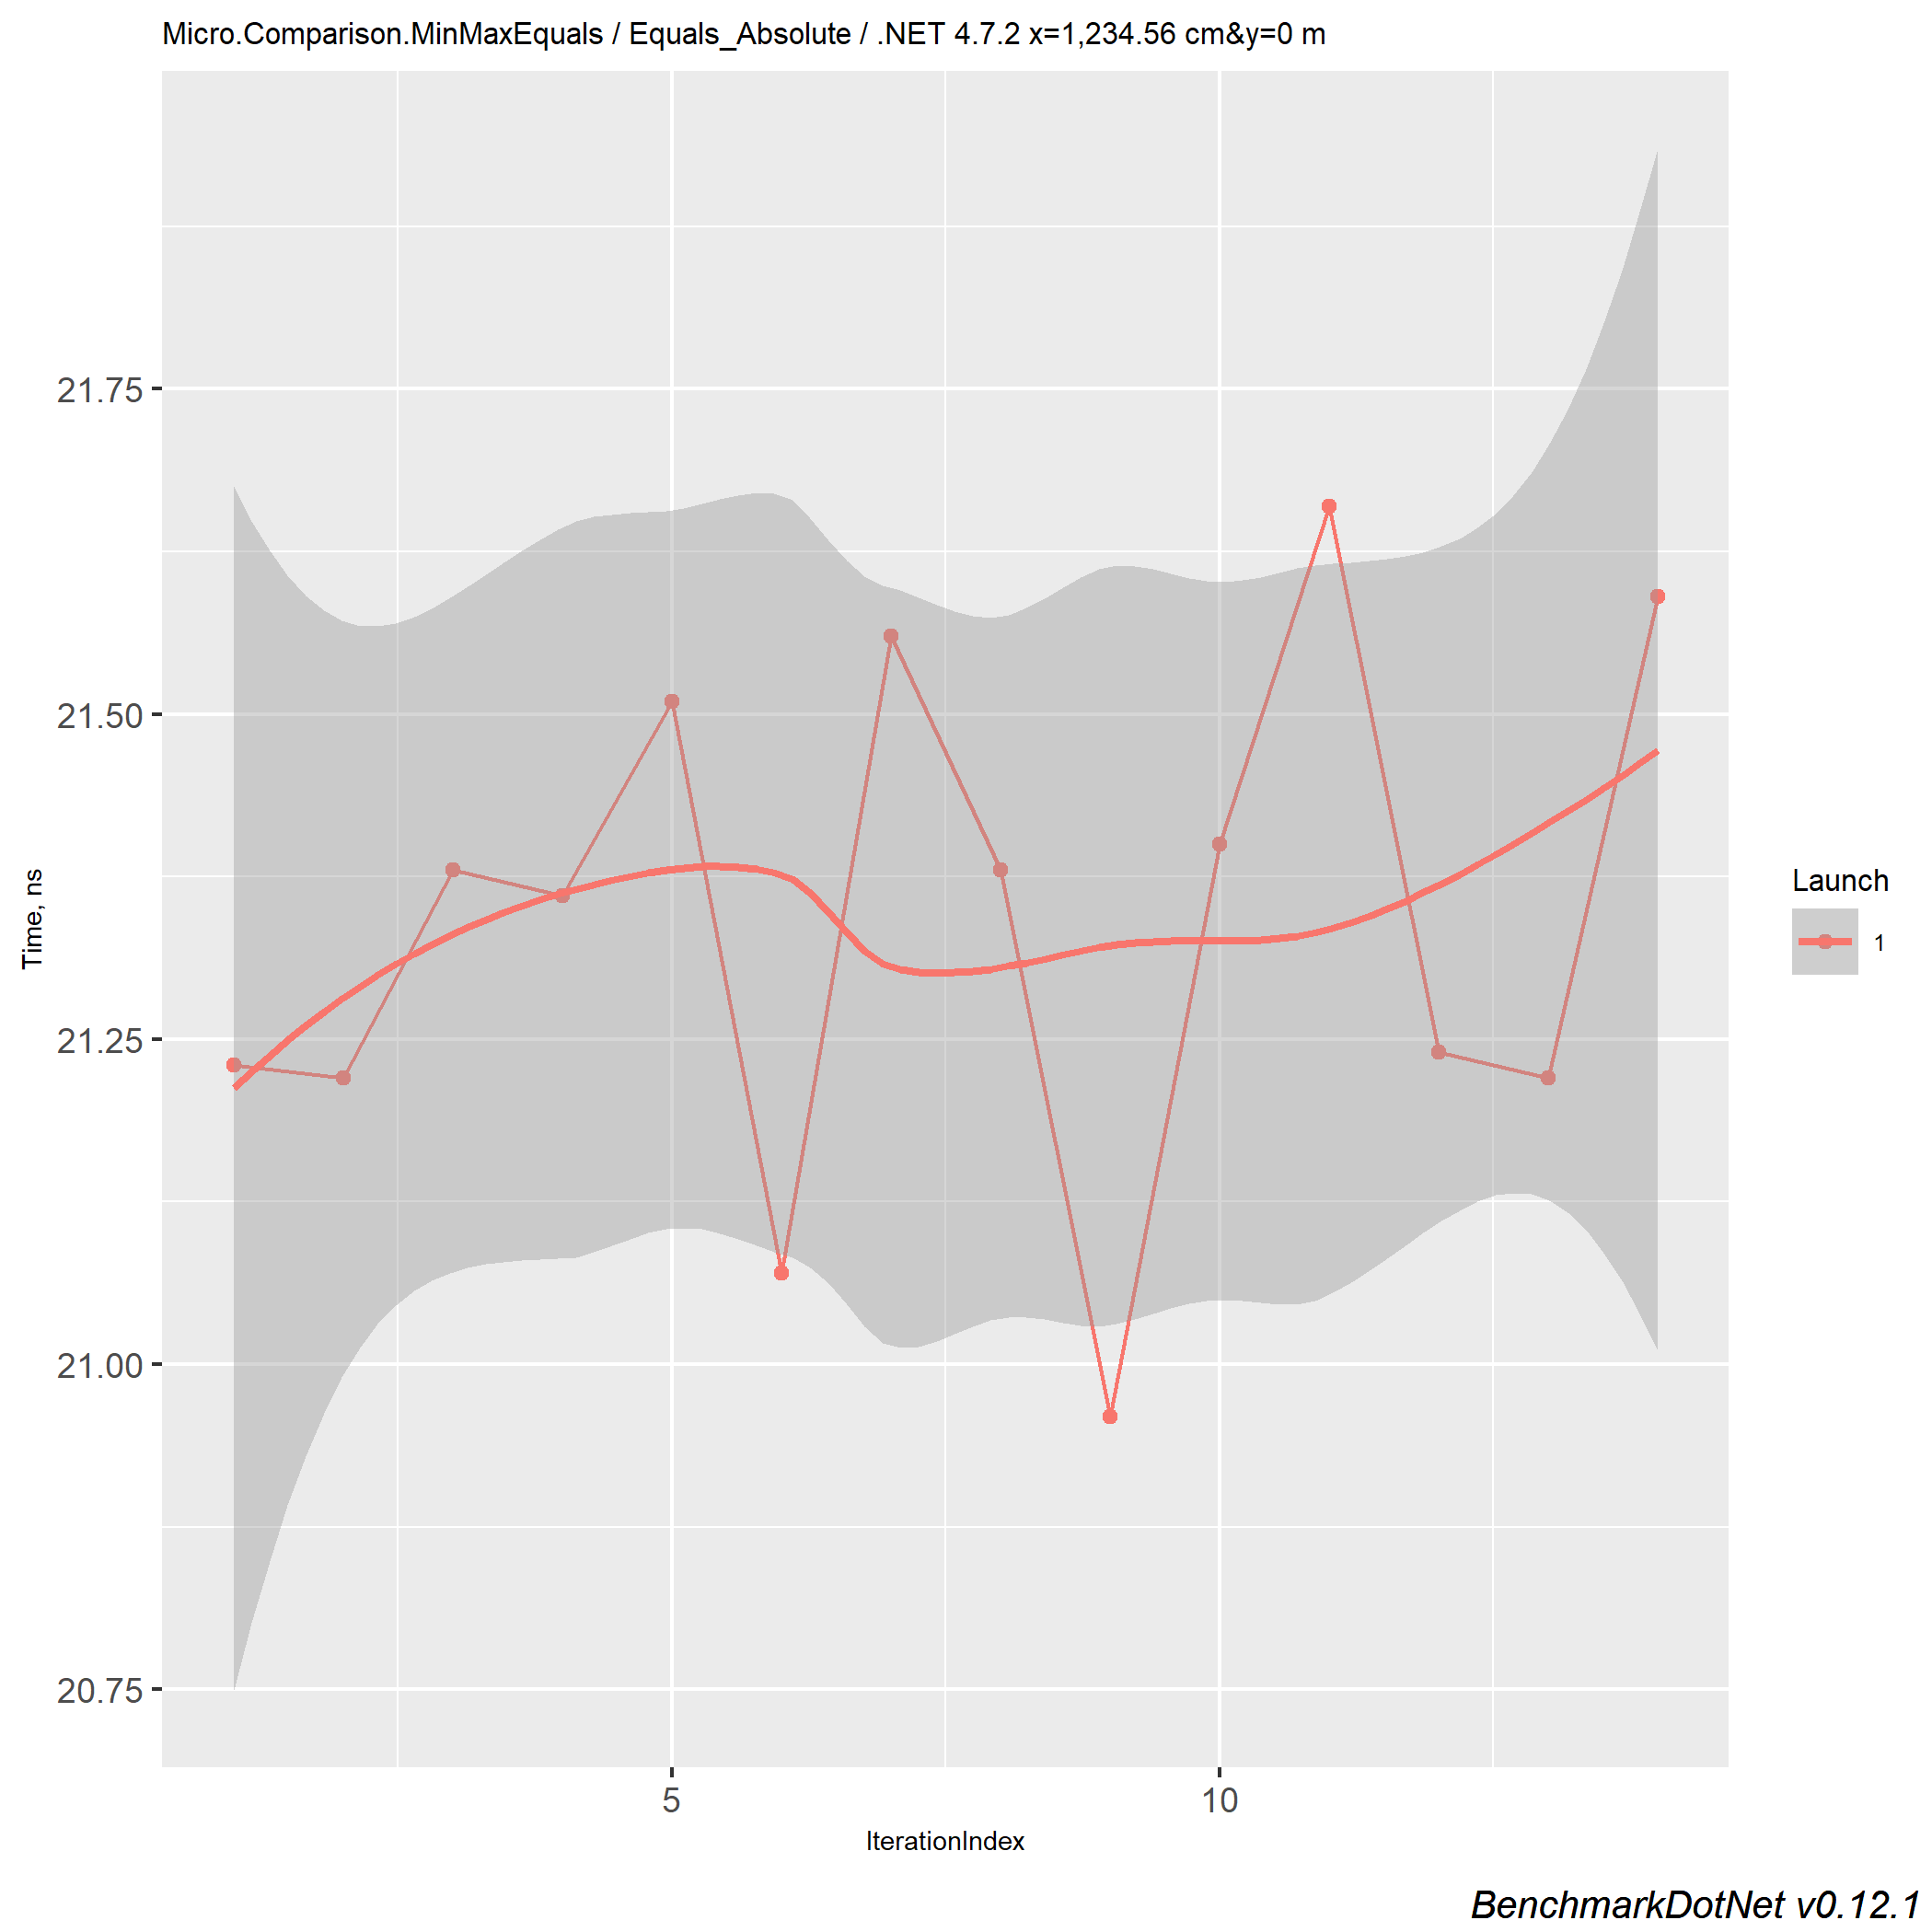 Micro.Comparison.MinMaxEquals / Equals_Absolute / .NET 4.7.2 x=1,234.56 cm&y=0 m
21.75
21.50
21.25
21.00
20.75
Time, ns
5
10
IterationIndex
Launch
1
BenchmarkDotNet v0.12.1